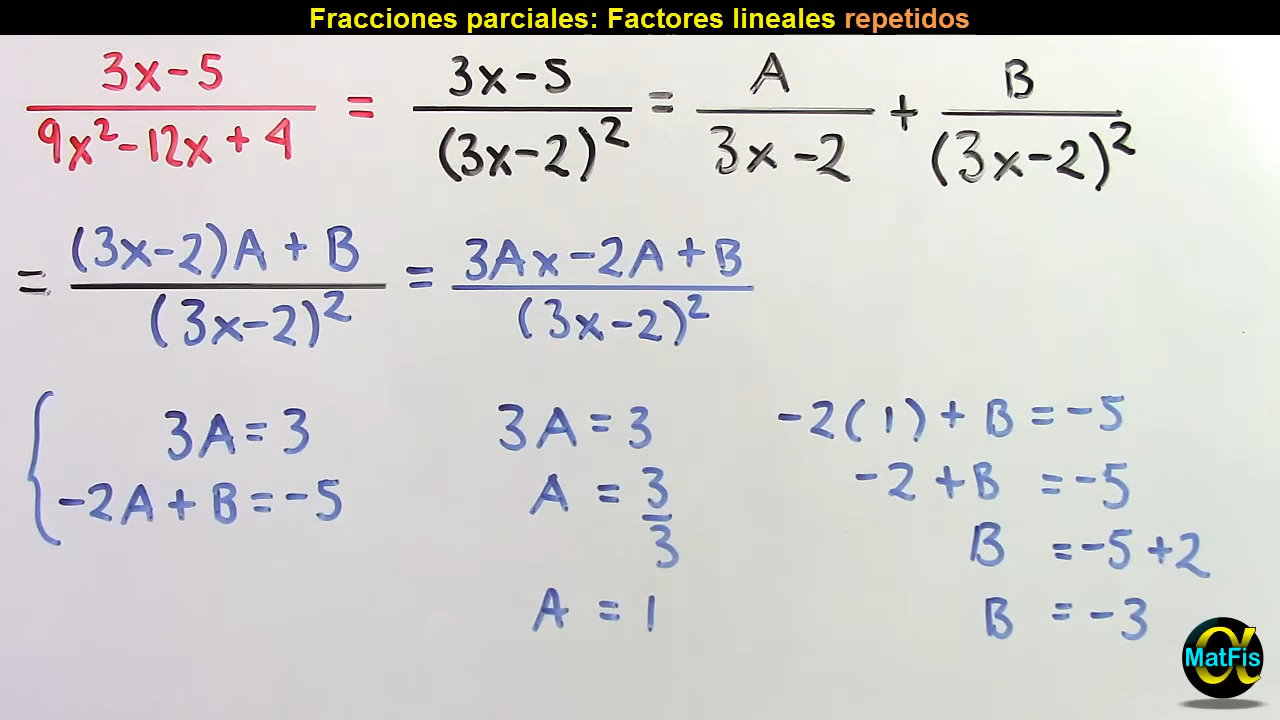 Fracciones parciales: Factores lineales repetidos
3x-5 / 9x²-12x+4 = 3x-5 / (3x-2)² = A / 3x-2 + B / (3x-2)²
= (3x-2)A + B / (3x-2)² = 3Ax-2A+B / (3x-2)²
3A = 3
-2A + B = -5
3A = 3
A = 3/3
A = 1
-2(1) + B = -5
-2 + B = -5
B = -5 + 2
B = -3
MatFis
α